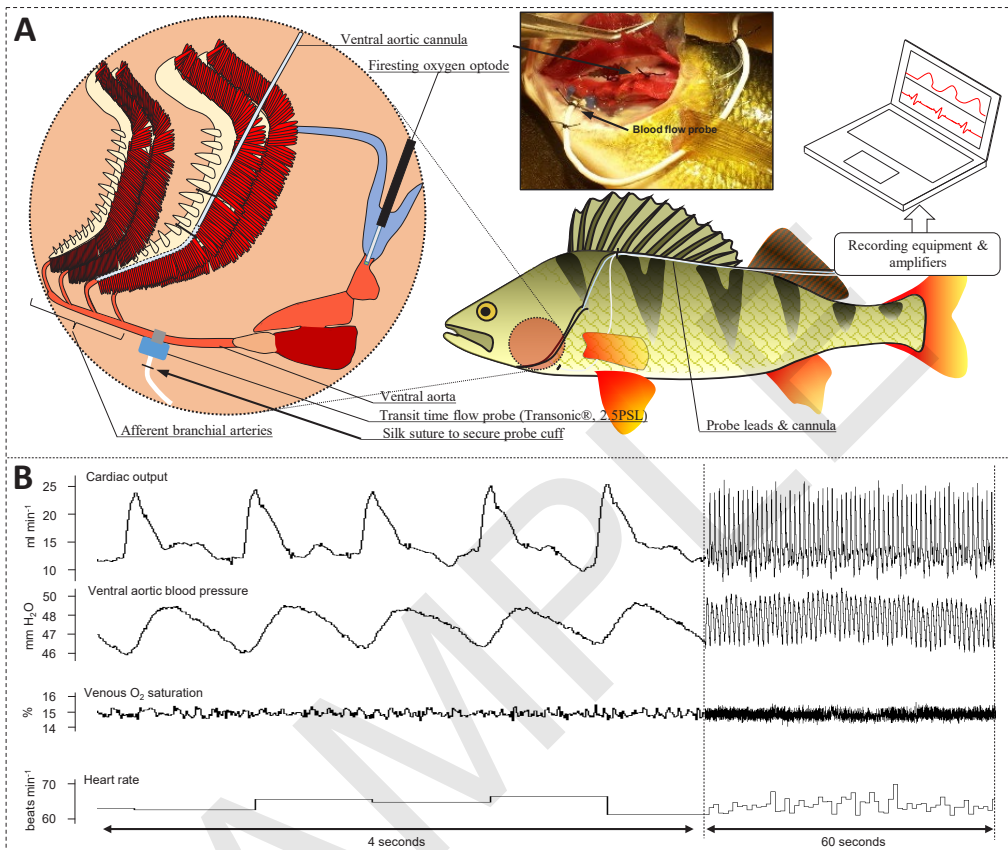 A
Ventral aortic cannula
Firesting oxygen optode
Blood flow probe
Recording equipment &
amplifiers
Ventral aorta
Transit time flow probe (Transonic®, 2.5PSL)
Afferent branchial arteries
Silk suture to secure probe cuff
Probe leads & cannula
B
Cardiac output
ml min⁻¹
25
20
15
10
Ventral aortic blood pressure
mm H₂O
50
48
47
46
Venous O₂ saturation
%
16
15
14
Heart rate
beats min⁻¹
70
60
4 seconds
60 seconds
AMPLE